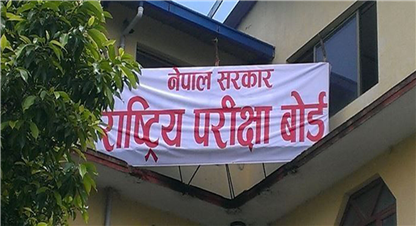 नेपाल सरकार
राष्ट्रिय परीक्षा बोर्ड